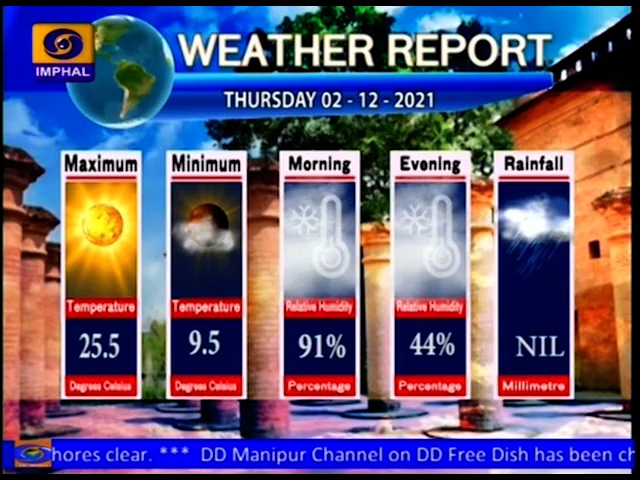 IMPHAL
WEATHER REPORT
THURSDAY 02 - 12 - 2021
Maximum
Temperature
25.5
Degrees Celsius
Minimum
Temperature
9.5
Degrees Celsius
Morning
Relative Humidity
91%
Percentage
Evening
Relative Humidity
44%
Percentage
Rainfall
NIL
Millimetre
hores clear. *** DD Manipur Channel on DD Free Dish has been ch